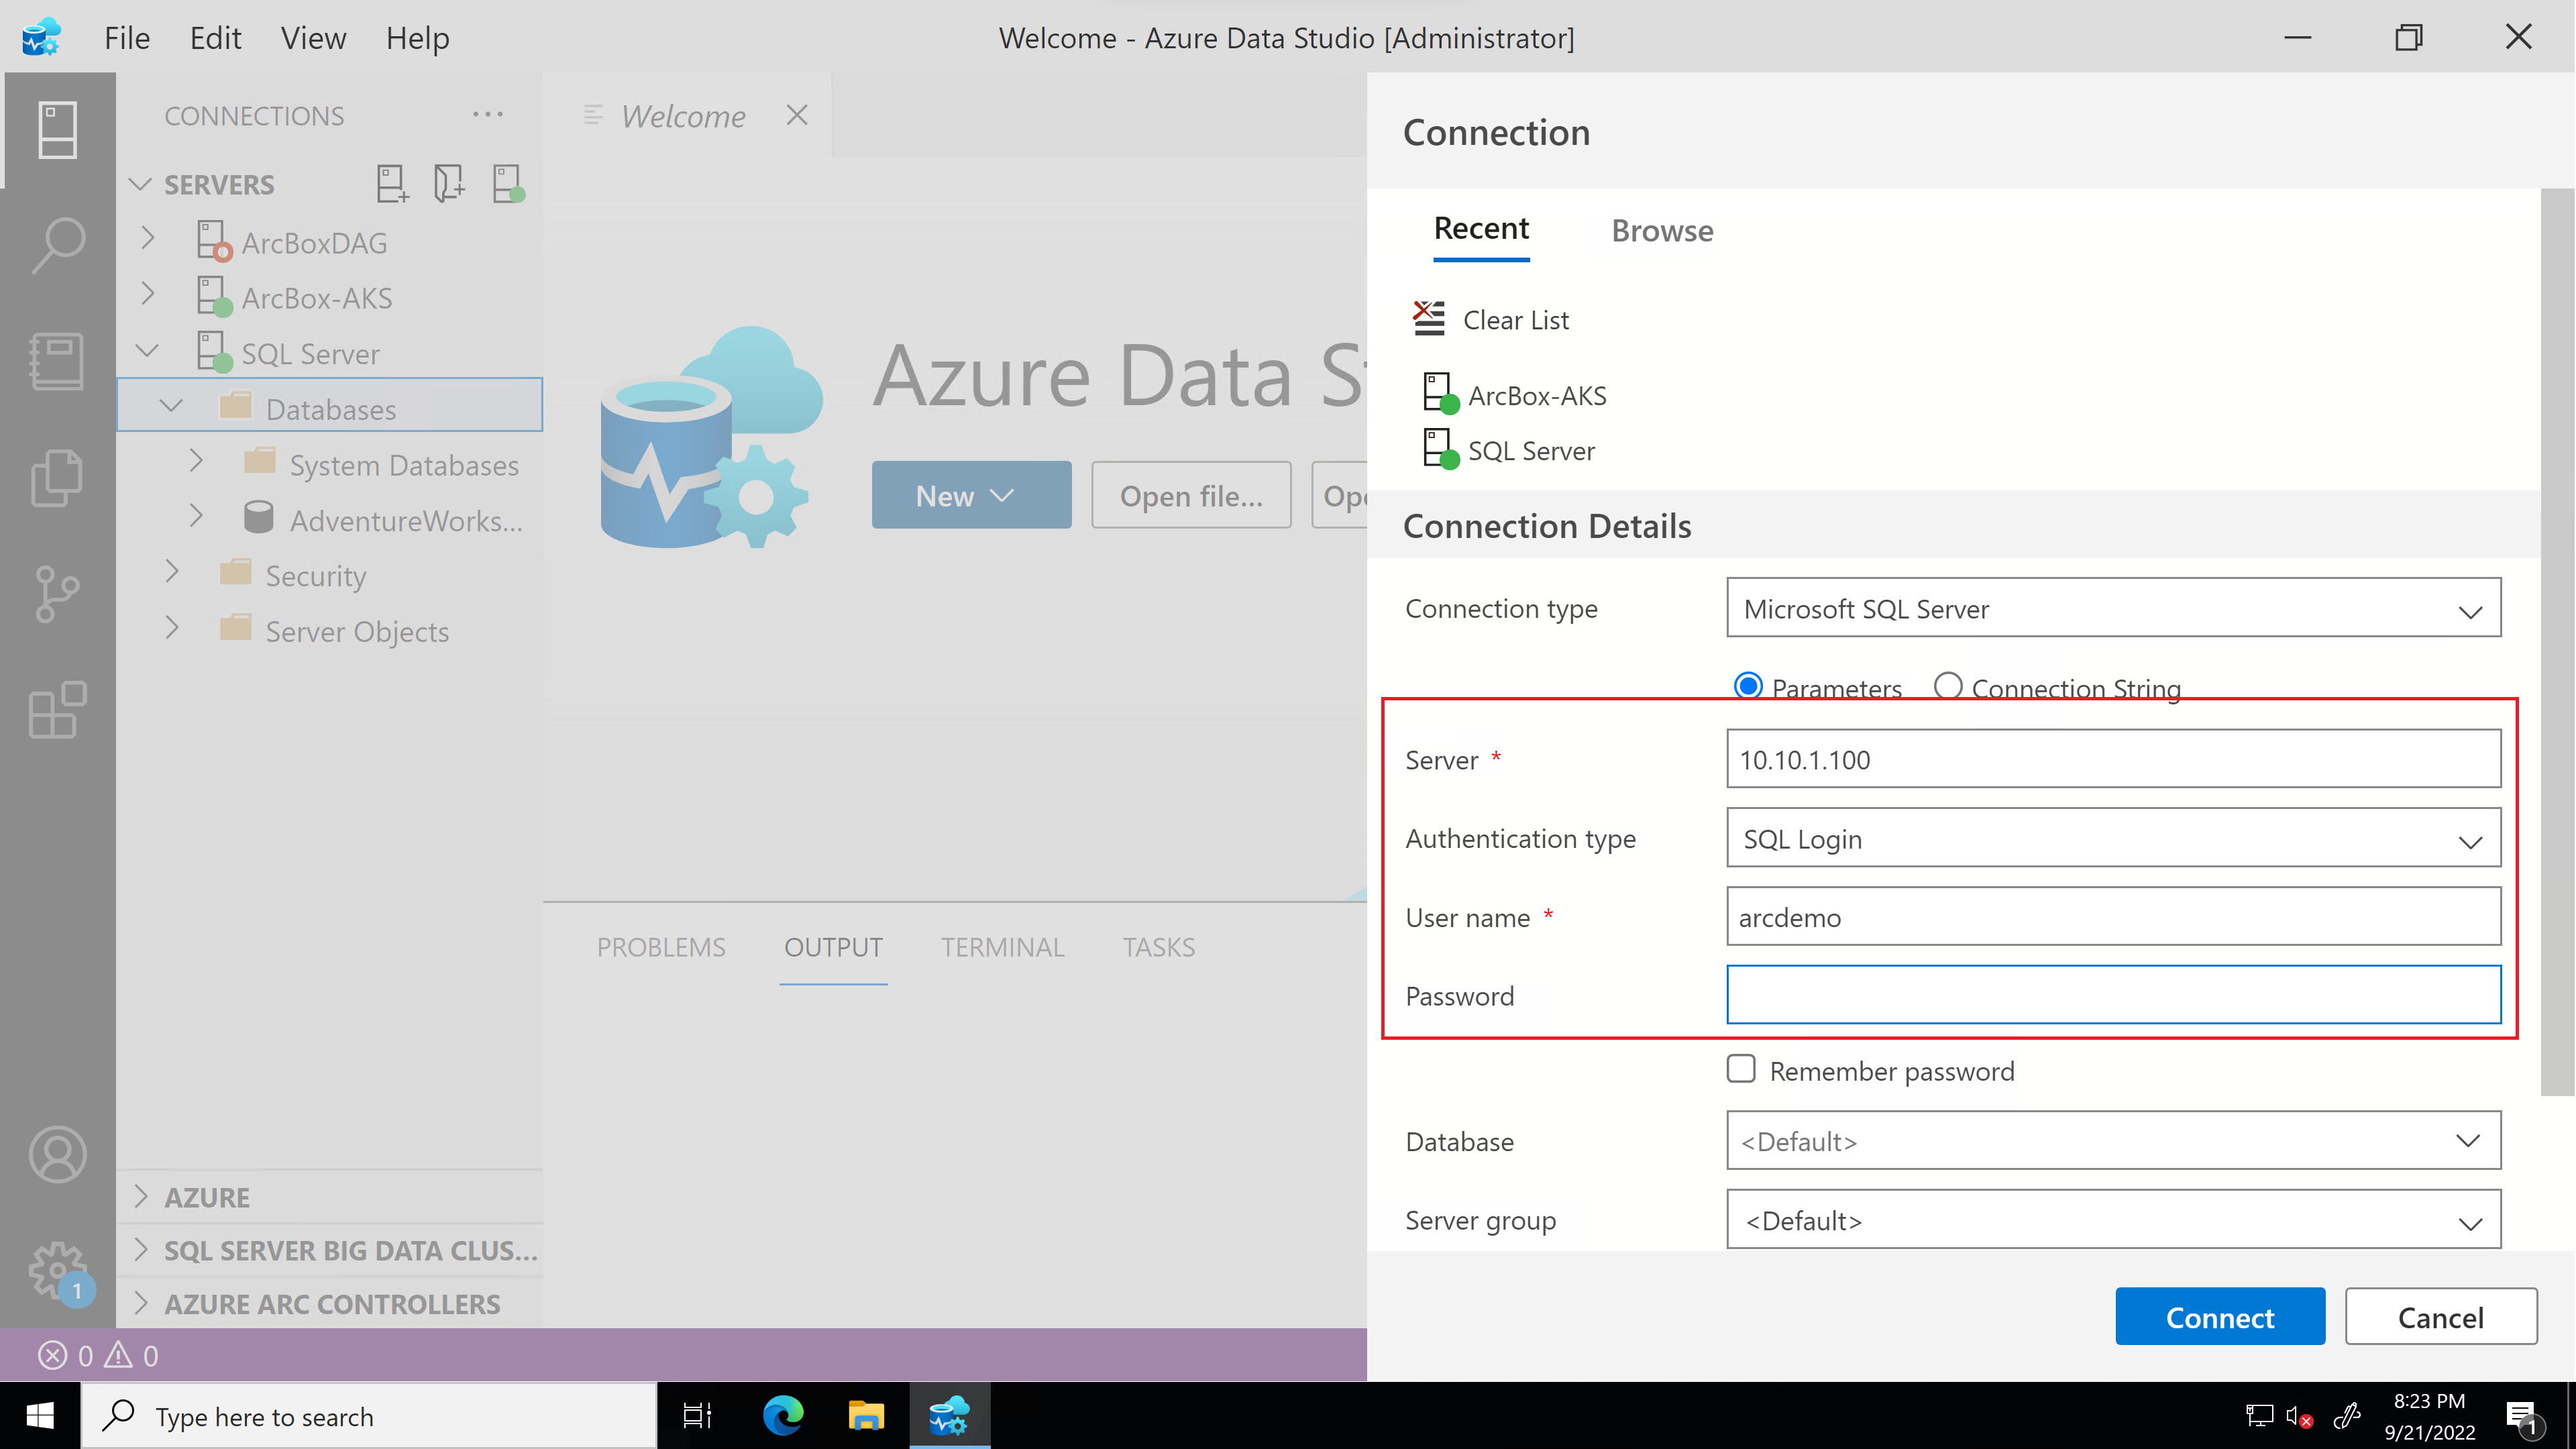 File Edit View Help
Welcome - Azure Data Studio [Administrator]
CONNECTIONS
SERVERS
ArcBoxDAG
ArcBox-AKS
SQL Server
Databases
System Databases
AdventureWorks...
Security
Server Objects
AZURE
SQL SERVER BIG DATA CLUS...
AZURE ARC CONTROLLERS
1
0 0
Welcome
Azure Data St
New
Open file...
Ope
PROBLEMS OUTPUT TERMINAL TASKS
Connection
Recent Browse
Clear List
ArcBox-AKS
SQL Server
Connection Details
Connection type Microsoft SQL Server
Parameters Connection String
Server * 10.10.1.100
Authentication type SQL Login
User name * arcdemo
Password
Remember password
Database <Default>
Server group <Default>
Connect Cancel
Type here to search
8:23 PM
9/21/2022
1